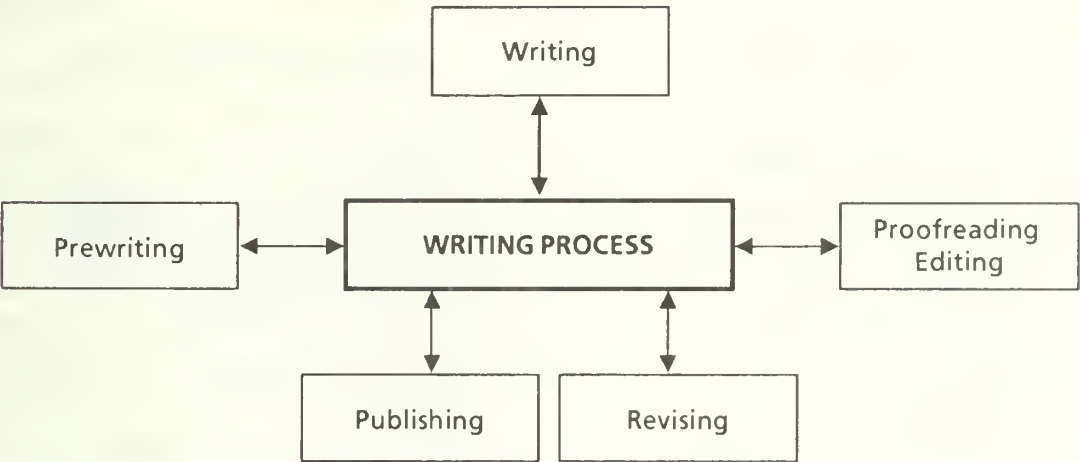 Writing
Prewriting
WRITING PROCESS
Proofreading
Editing
Publishing
Revising